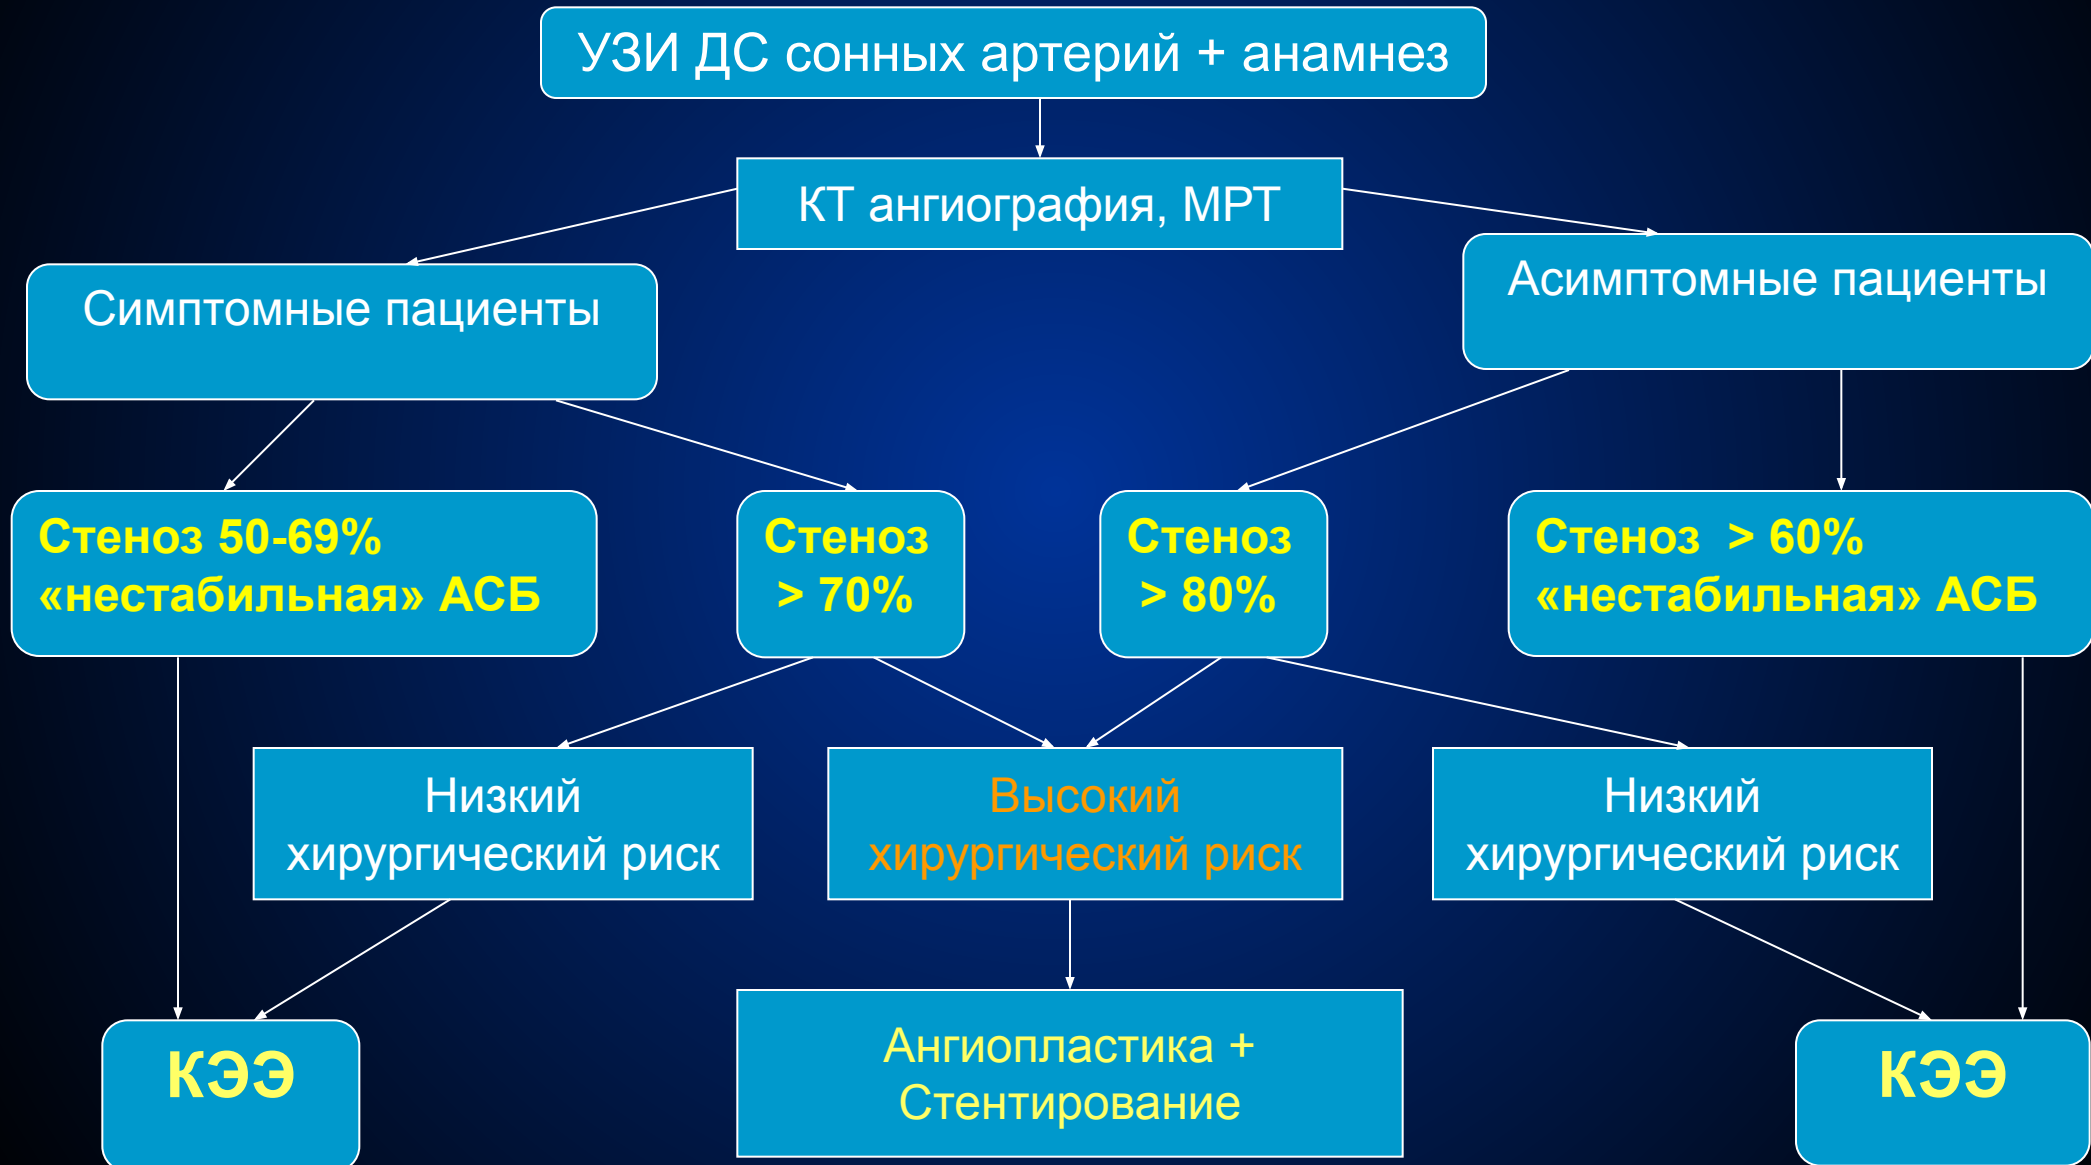 УЗИ ДС сонных артерий + анамнез
КТ ангиография, МРТ
Симптомные пациенты
Асимптомные пациенты
Стеноз 50-69%
«нестабильная» АСБ
Стеноз
> 70%
Стеноз
> 80%
Стеноз  > 60%
«нестабильная» АСБ
Низкий
хирургический риск
Высокий
хирургический риск
Низкий
хирургический риск
КЭЭ
Ангиопластика +
Стентирование
КЭЭ